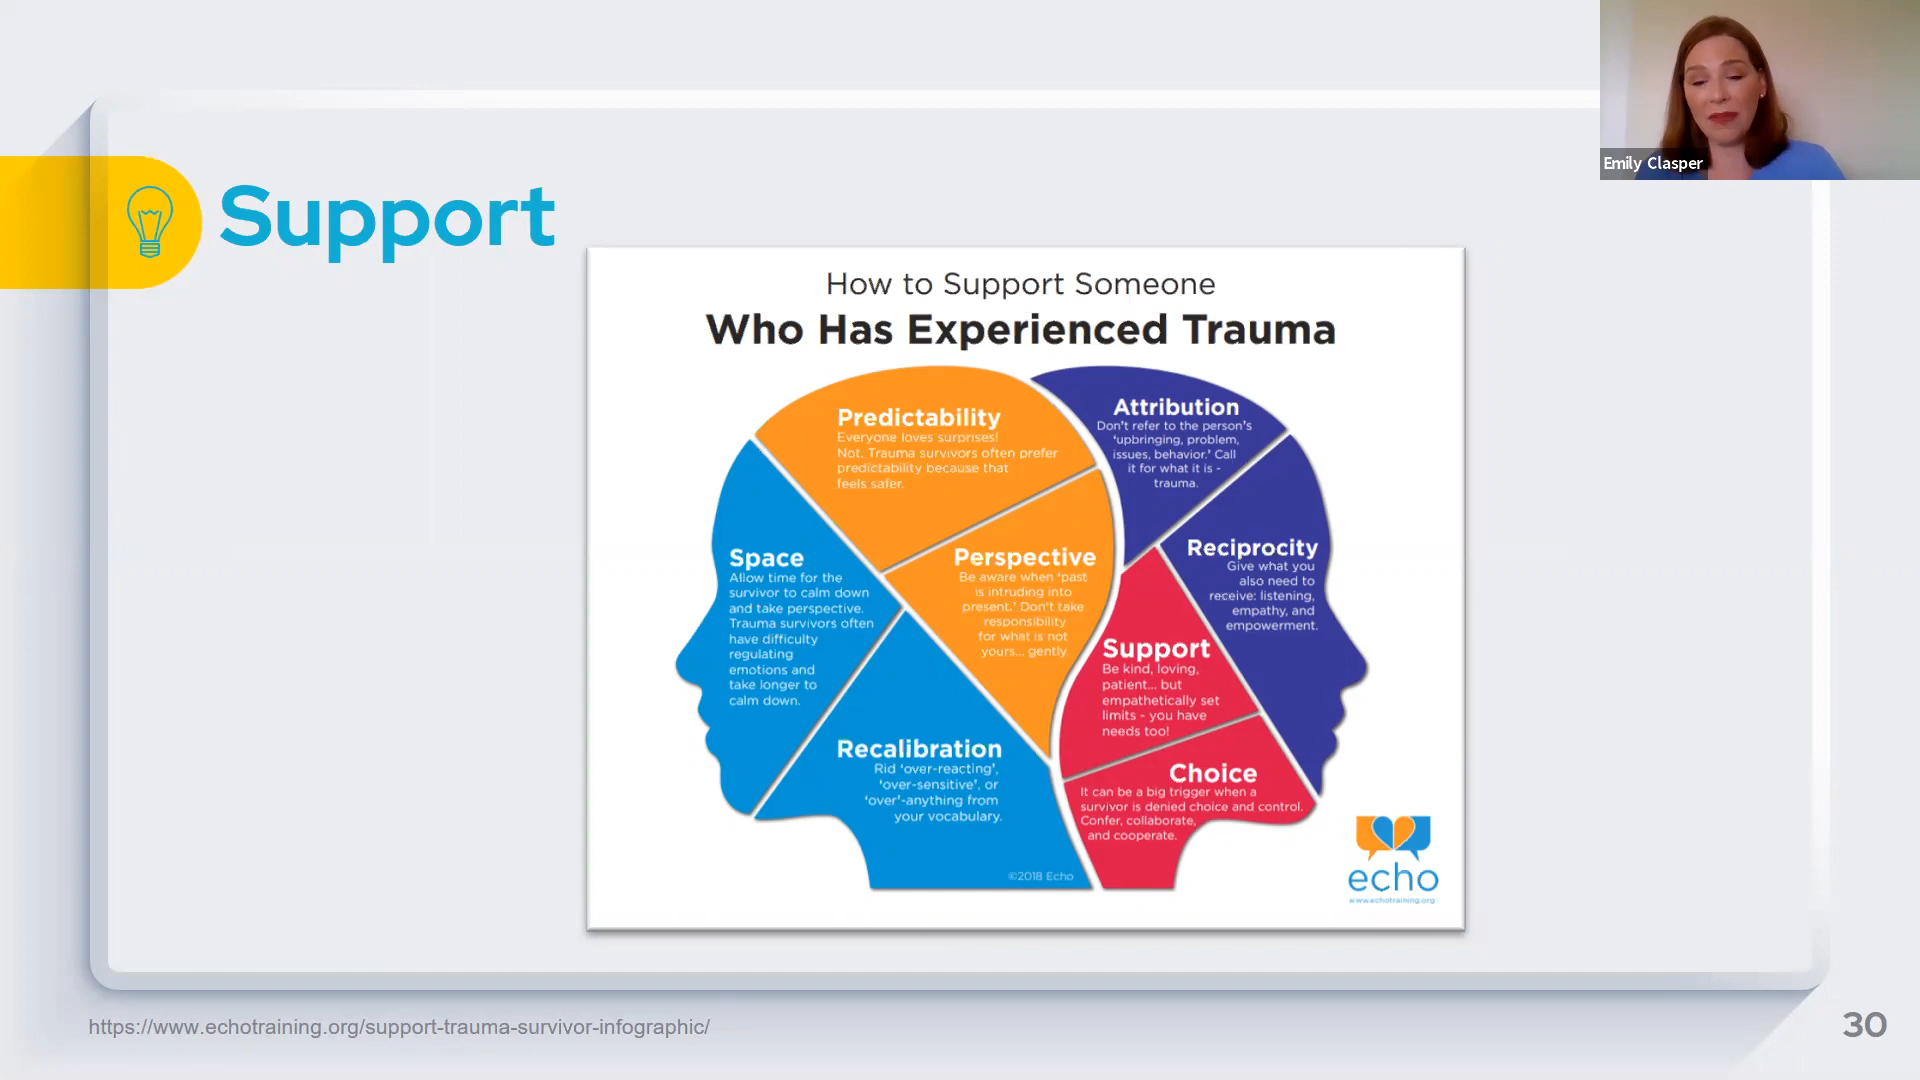 Emily Clasper
Support
How to Support Someone
Who Has Experienced Trauma
Predictability
Everyone loves surprises!
Not. Trauma survivors often prefer
predictability because that
feels safer.
Attribution
Don't refer to the person's
'upbringing, problem,
issues, behavior.' Call
it for what it is -
trauma.
Space
Allow time for the
survivor to calm down
and take perspective.
Trauma survivors often
have difficulty
regulating
emotions and
take longer to
calm down.
Perspective
Be aware when 'past
is intruding into
present.' Don't take
responsibility
for what is not
yours... gently.
Reciprocity
Give what you
also need to
receive: listening,
empathy, and
empowerment.
Support
Be kind, loving,
patient... but
empathetically set
limits - you have
needs too!
Recalibration
Rid 'over-reacting',
'over-sensitive', or
'over'-anything from
your vocabulary.
Choice
It can be a big trigger when a
survivor is denied choice and control.
Confer, collaborate,
and cooperate.
©2018 Echo
echo
www.echotraining.org
https://www.echotraining.org/support-trauma-survivor-infographic/
30